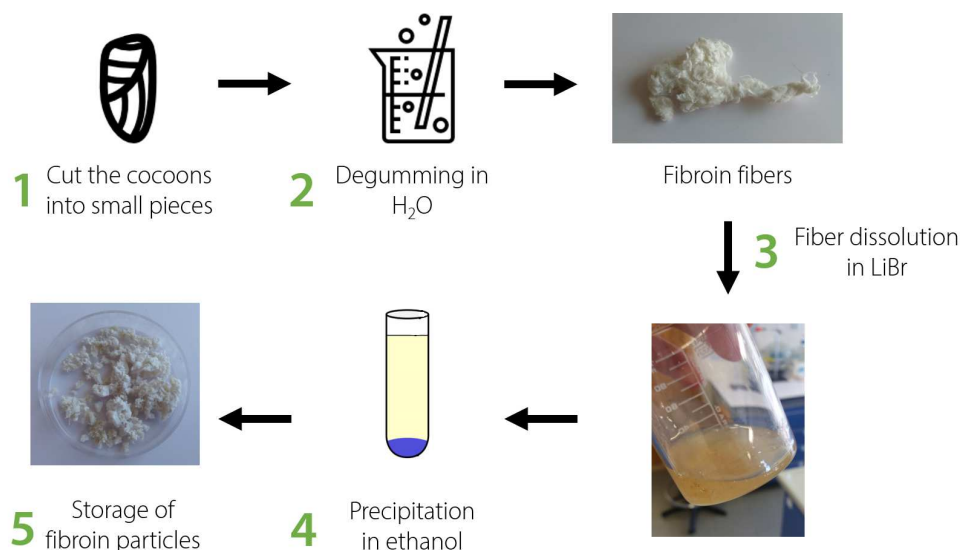 1 Cut the cocoons
into small pieces
2 Degumming in
H₂O
Fibroin fibers
3 Fiber dissolution
in LiBr
5 Storage of
fibroin particles
4 Precipitation
in ethanol